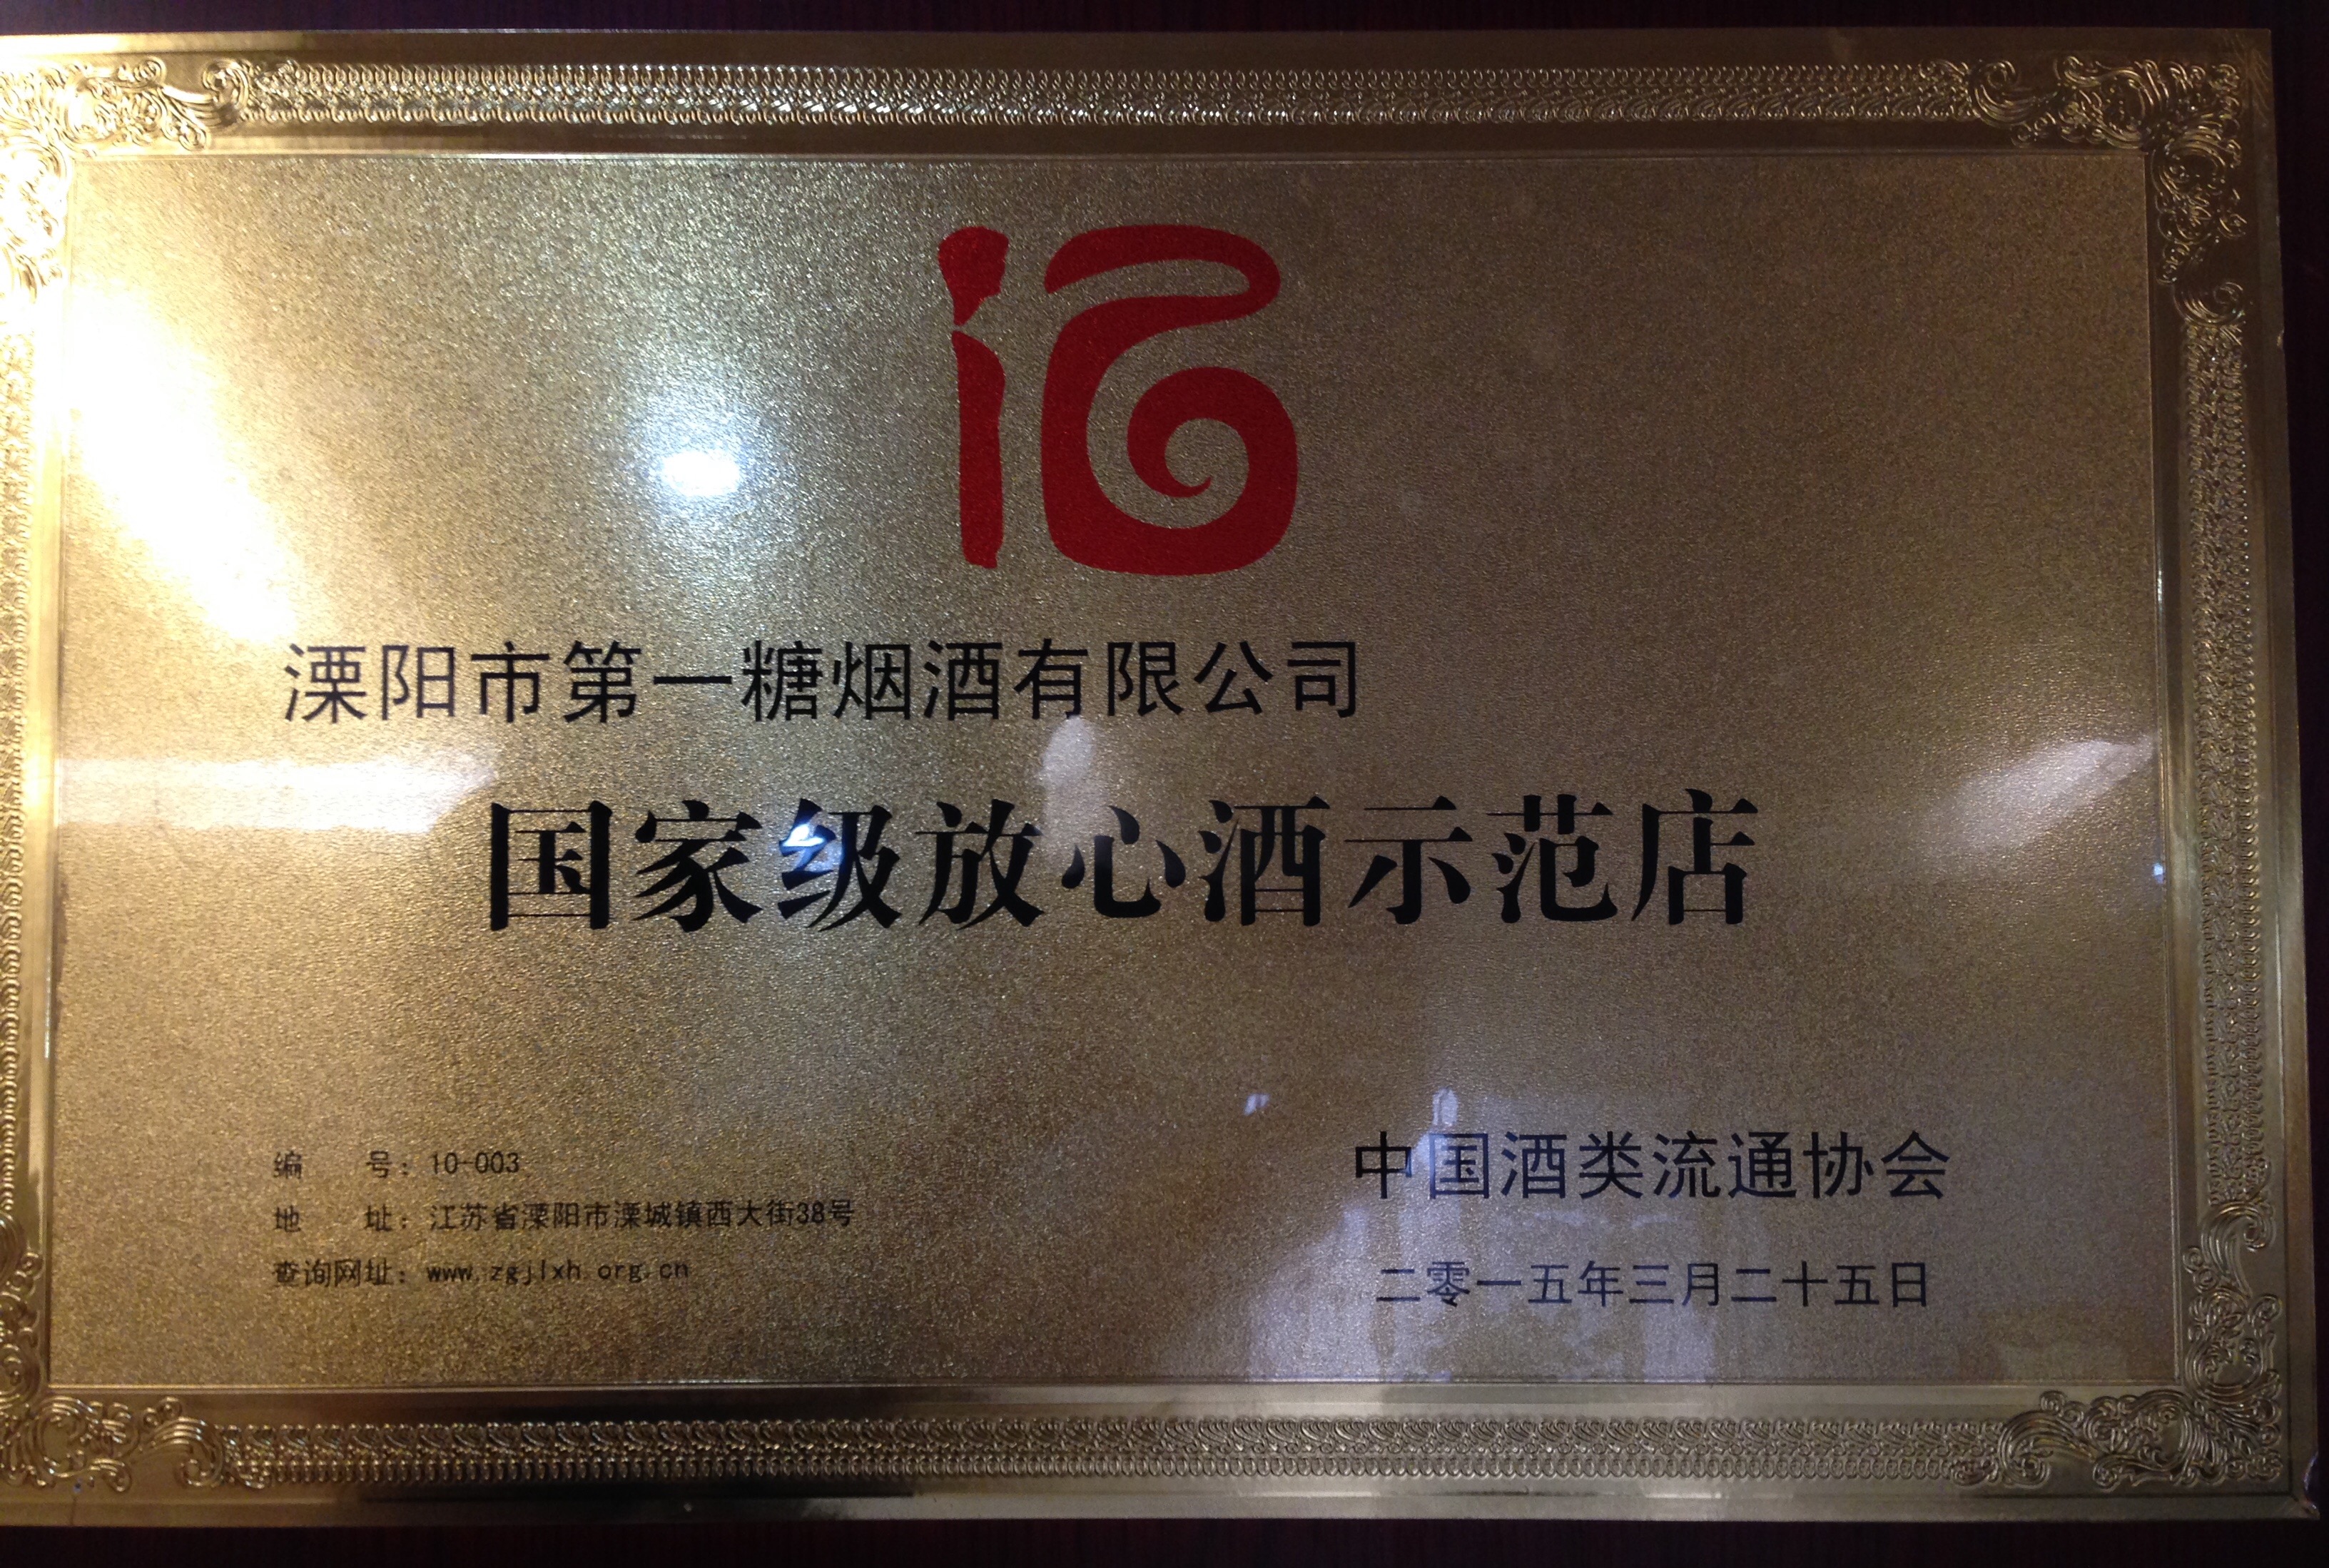 溧阳市第一糖烟酒有限公司
国家级放心酒示范店
编 号：10-003
地 址：江苏省溧阳市溧城镇西大街38号
查询网址：www.zgjlxh.org.cn
中国酒类流通协会
二零一五年三月二十五日